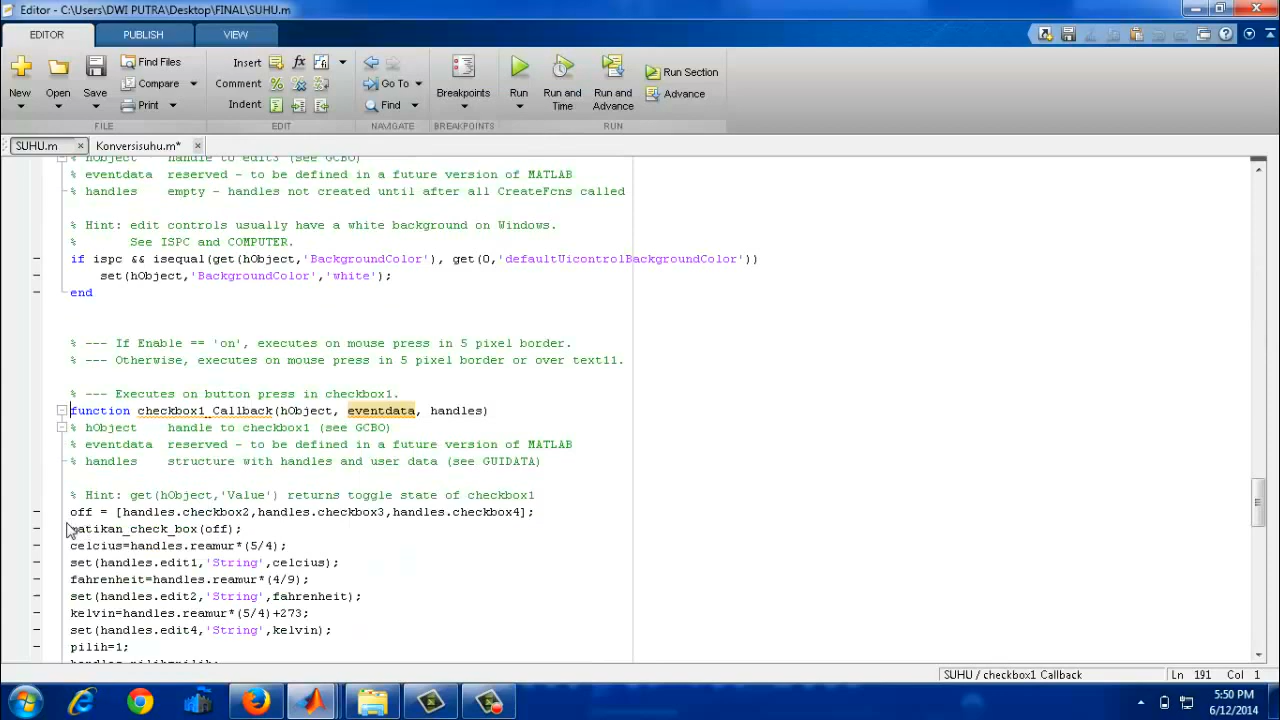 Editor - C:\Users\DWI PUTRA\Desktop\FINAL\SUHU.m
EDITOR PUBLISH VIEW
New Open Save Find Files Compare Print
Insert Comment Indent
Go To Find
Breakpoints
Run Run and Time Run and Advance Run Section Advance
FILE EDIT NAVIGATE BREAKPOINTS RUN
SUHU.m × Konversisuhu.m* ×
% hObject    handle to edit3 (see GCBO)
% eventdata  reserved - to be defined in a future version of MATLAB
% handles    empty - handles not created until after all CreateFcns called
% Hint: edit controls usually have a white background on Windows.
%       See ISPC and COMPUTER.
if ispc && isequal(get(hObject,'BackgroundColor'), get(0,'defaultUicontrolBackgroundColor'))
    set(hObject,'BackgroundColor','white');
end
% --- If Enable == 'on', executes on mouse press in 5 pixel border.
% --- Otherwise, executes on mouse press in 5 pixel border or over text11.
% --- Executes on button press in checkbox1.
function checkbox1_Callback(hObject, eventdata, handles)
% hObject    handle to checkbox1 (see GCBO)
% eventdata  reserved - to be defined in a future version of MATLAB
% handles    structure with handles and user data (see GUIDATA)
% Hint: get(hObject,'Value') returns toggle state of checkbox1
off = [handles.checkbox2,handles.checkbox3,handles.checkbox4];
matikan_check_box(off);
celcius=handles.reamur*(5/4);
set(handles.edit1,'String',celcius);
fahrenheit=handles.reamur*(4/9);
set(handles.edit2,'String',fahrenheit);
kelvin=handles.reamur*(5/4)+273;
set(handles.edit4,'String',kelvin);
pilih=1;
handles.pilih=pilih;
SUHU / checkbox1 Callback Ln 191 Col 1
5:50 PM
6/12/2014